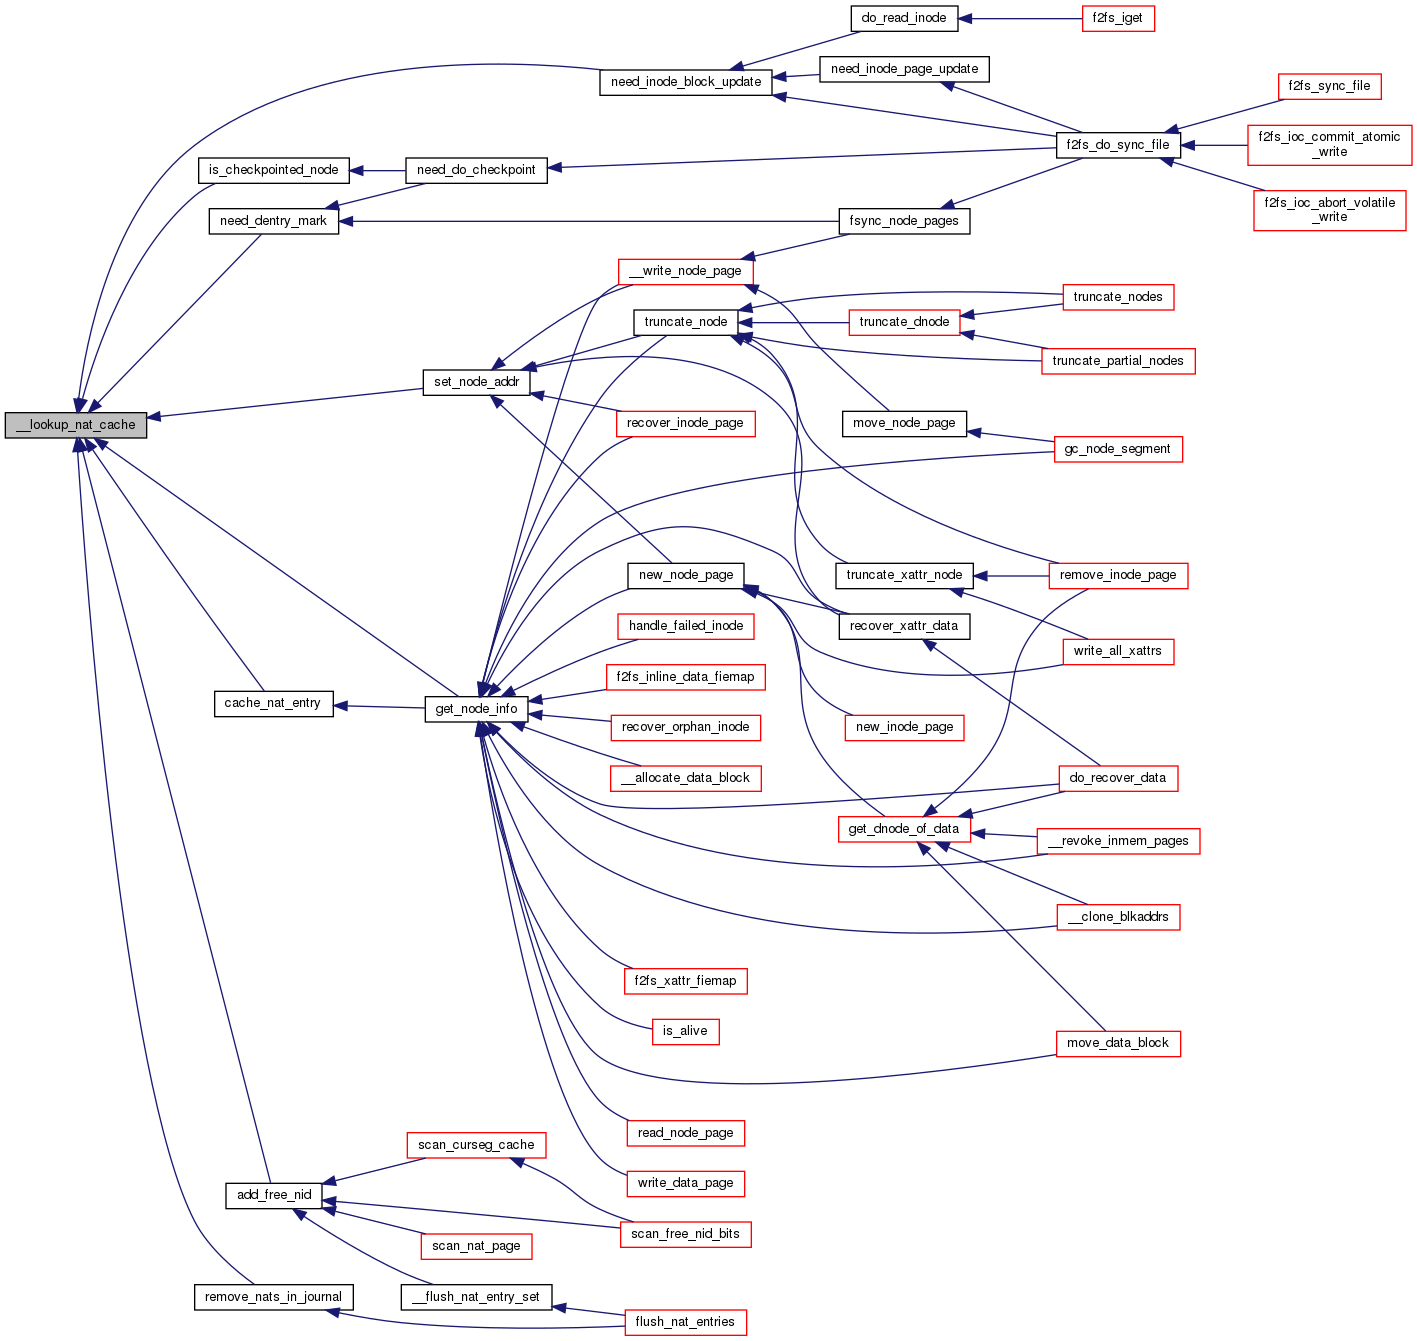 do_read_inode
f2fs_iget
need_inode_block_update
need_inode_page_update
f2fs_sync_file
f2fs_do_sync_file
f2fs_ioc_commit_atomic
_write
is_checkpointed_node
need_do_checkpoint
f2fs_ioc_abort_volatile
_write
need_dentry_mark
fsync_node_pages
__write_node_page
truncate_nodes
truncate_node
truncate_dnode
truncate_partial_nodes
set_node_addr
__lookup_nat_cache
recover_inode_page
move_node_page
gc_node_segment
new_node_page
truncate_xattr_node
remove_inode_page
handle_failed_inode
recover_xattr_data
write_all_xattrs
f2fs_inline_data_fiemap
cache_nat_entry
get_node_info
recover_orphan_inode
new_inode_page
__allocate_data_block
do_recover_data
get_dnode_of_data
__revoke_inmem_pages
__clone_blkaddrs
f2fs_xattr_fiemap
is_alive
move_data_block
read_node_page
scan_curseg_cache
write_data_page
add_free_nid
scan_free_nid_bits
scan_nat_page
remove_nats_in_journal
__flush_nat_entry_set
flush_nat_entries